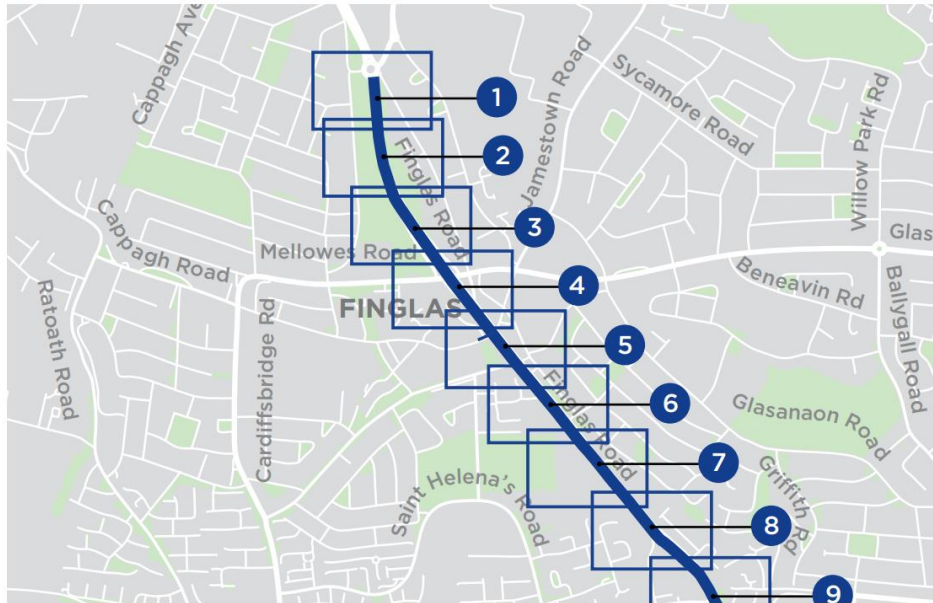 Cappagh Ave
1
Jamestown Road
Sycamore Road
Willow Park Rd
2
Finglas Road
Cappagh Road
Mellowes Road
3
Glas
Beneavin Rd
4
FINGLAS
Ratoath Road
Cardiffsbridge Rd
Ballygall Road
5
Finglas Road
6
Glasanaon Road
7
Saint Helena's Road
Griffith Rd
8
9